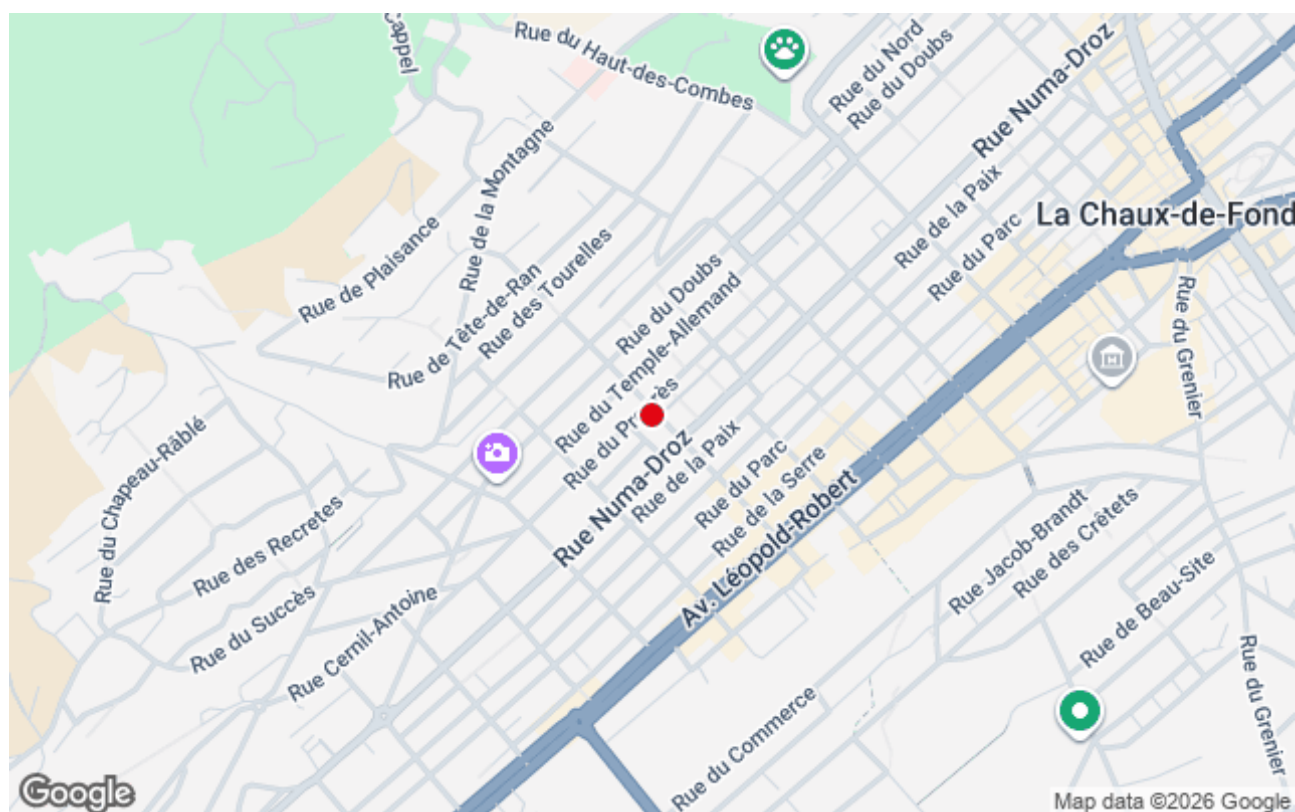 Cappel
Rue du Haut-des-Combes
Rue du Nord
Rue du Doubs
Rue Numa-Droz
Rue de la Montagne
Rue de Plaisance
Rue de la Paix
Rue du Parc
La Chaux-de-Fond
Rue de Tête-de-Ran
Rue des Tourelles
Rue du Doubs
Rue du Temple-Allemand
Rue du Grenier
Rue du Chapeau-Râblé
Rue du Pr rès
Rue Numa-Droz
Rue de la Paix
Rue du Parc
Rue de la Serre
Av. Léopold-Robert
Rue des Recretes
Rue du Succès
Rue Cernil-Antoine
Rue Jacob-Brandt
Rue des Crêtets
Rue de Beau-Site
Rue du Grenier
Rue du Commerce
Google
Map data ©2026 Google